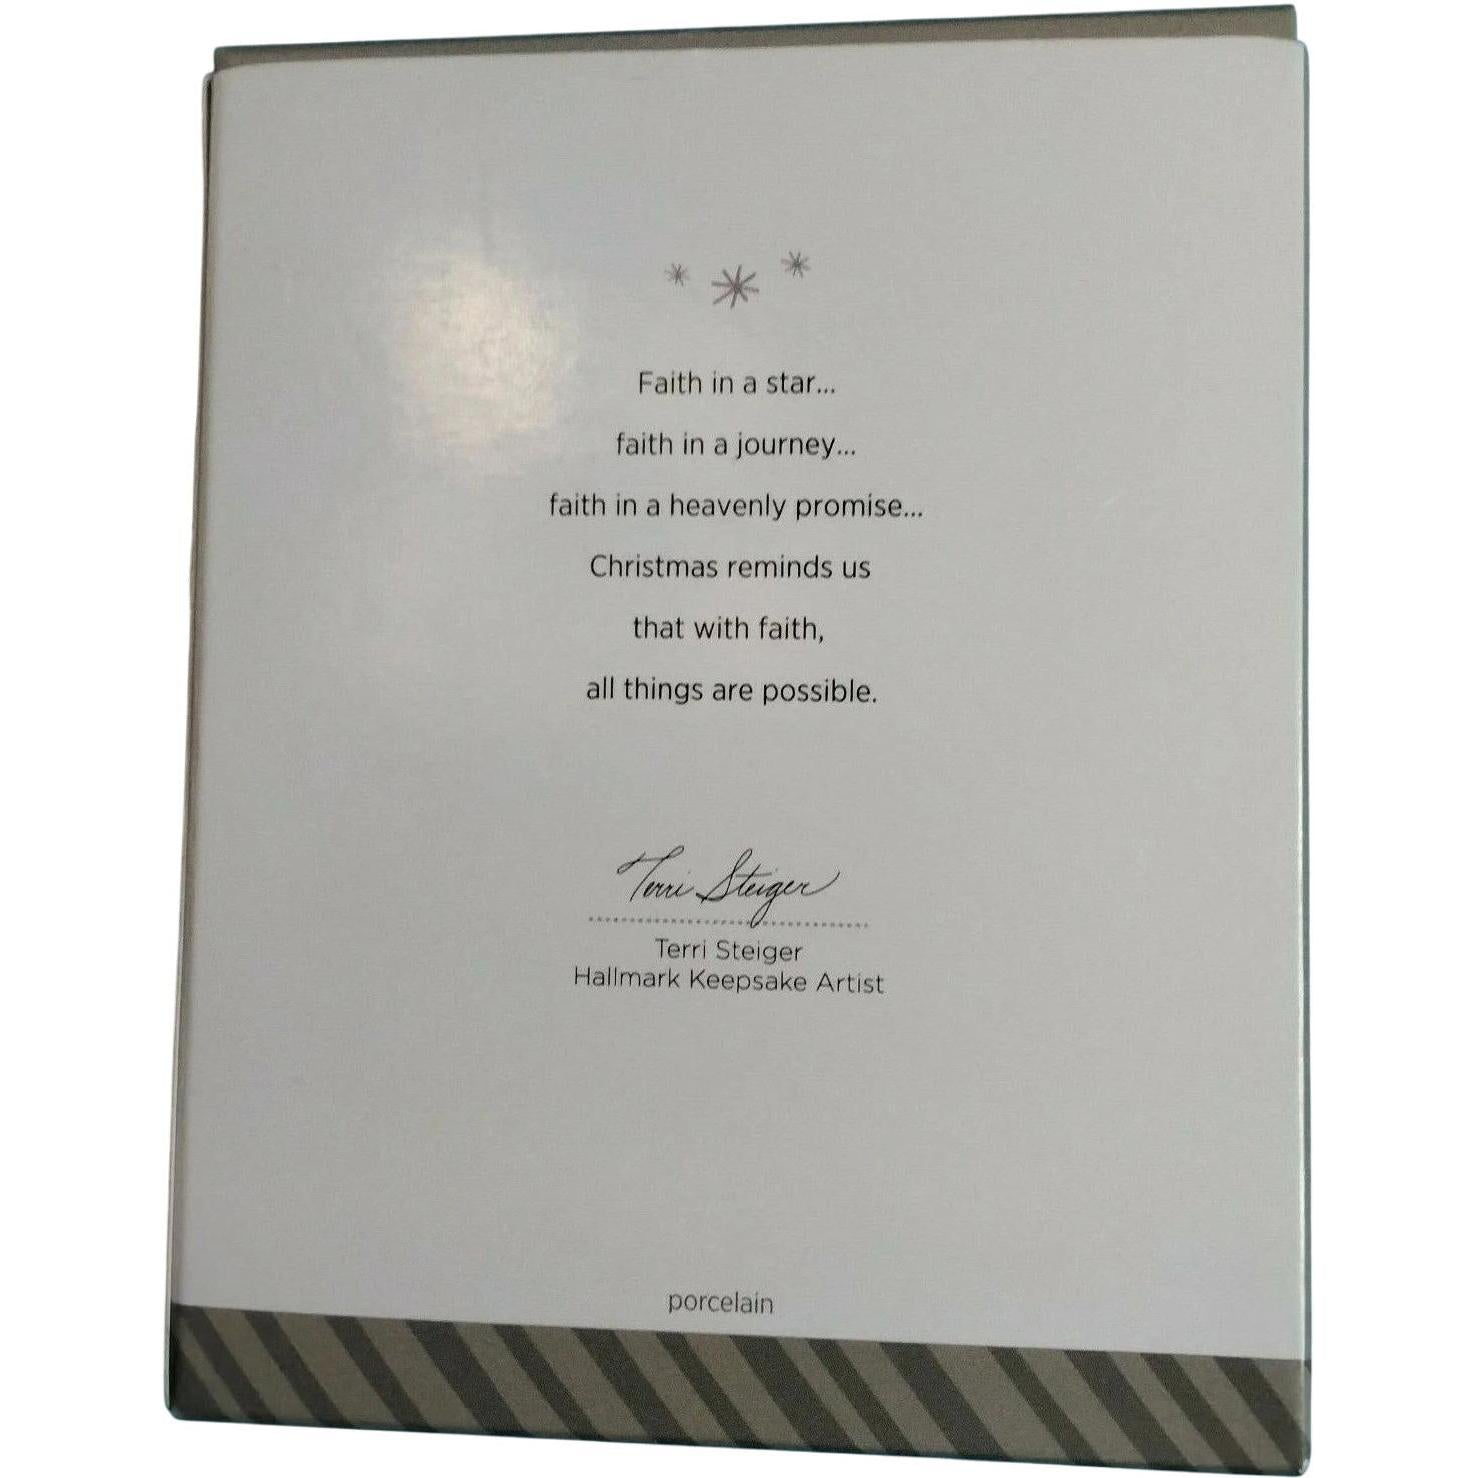 Faith in a star...
faith in a journey...
faith in a heavenly promise...
Christmas reminds us
that with faith,
all things are possible.
Terri Steiger
Terri Steiger
Hallmark Keepsake Artist
porcelain